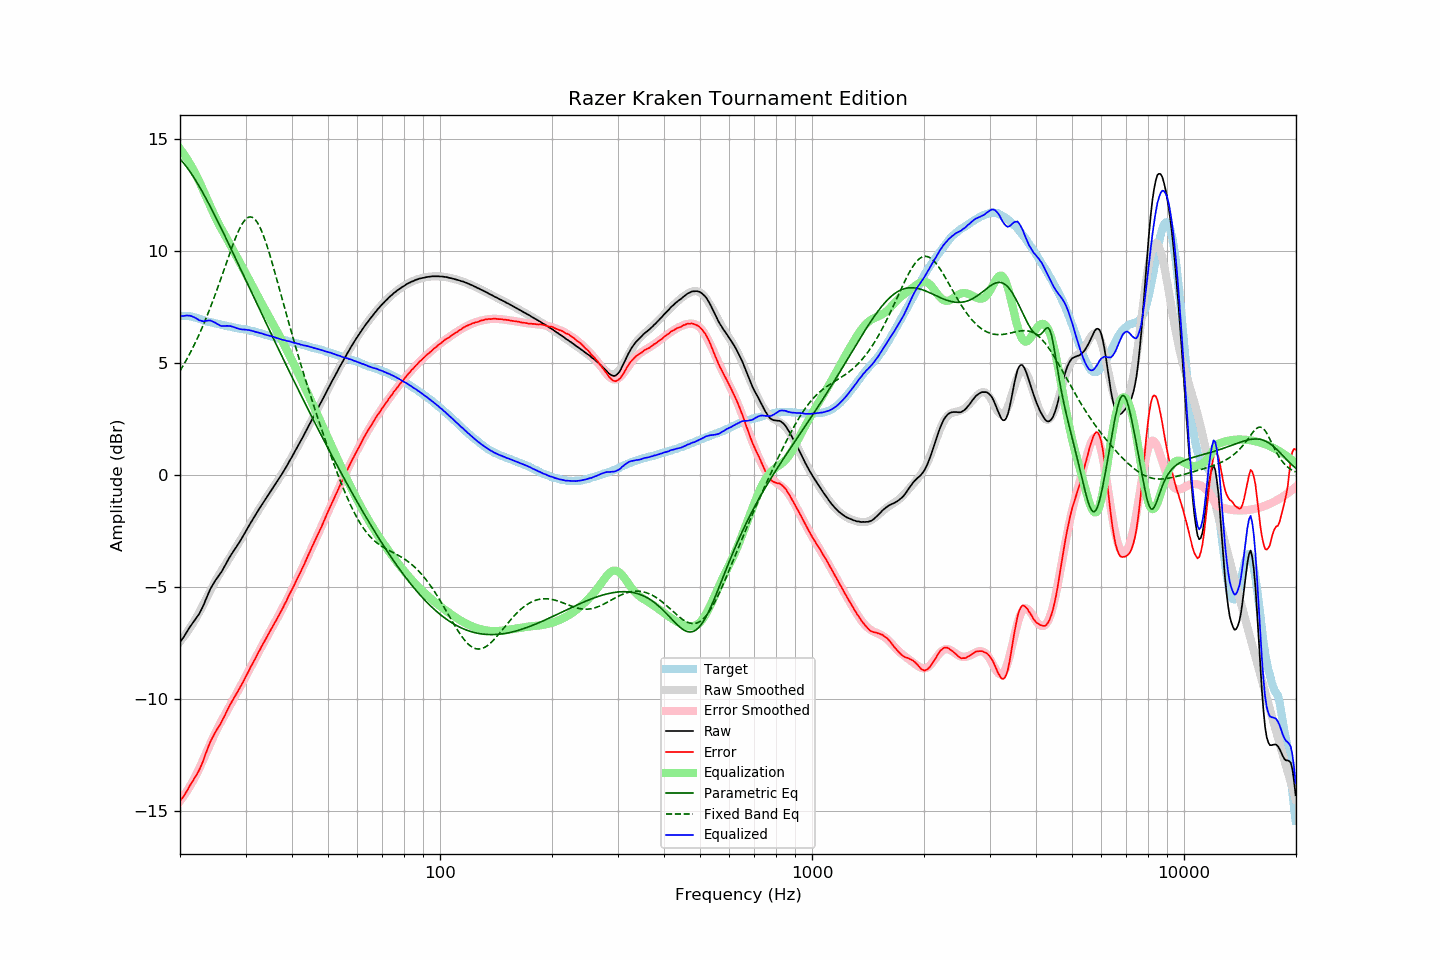 Razer Kraken Tournament Edition
15
10
5
0
−5
−10
−15
Amplitude (dBr)
100
1000
10000
Frequency (Hz)
Target
Raw Smoothed
Error Smoothed
Raw
Error
Equalization
Parametric Eq
Fixed Band Eq
Equalized